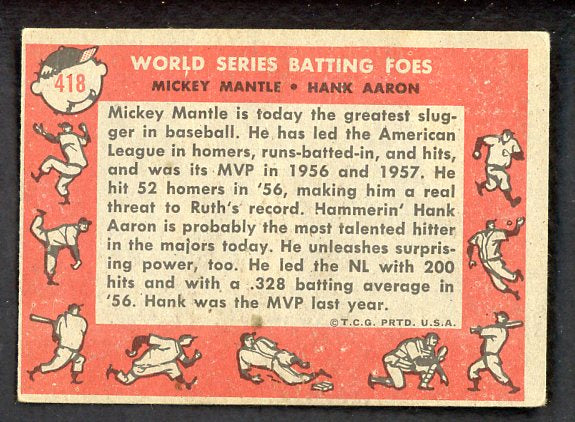 418
WORLD SERIES BATTING FOES
MICKEY MANTLE • HANK AARON
Mickey Mantle is today the greatest slug-
ger in baseball. He has led the American
League in homers, runs-batted-in, and hits,
and was its MVP in 1956 and 1957. He
hit 52 homers in '56, making him a real
threat to Ruth's record. Hammerin' Hank
Aaron is probably the most talented hitter
in the majors today. He unleashes surpris-
ing power, too. He led the NL with 200
hits and with a .328 batting average in
'56. Hank was the MVP last year.
©T.C.G. PRTD. U.S.A.